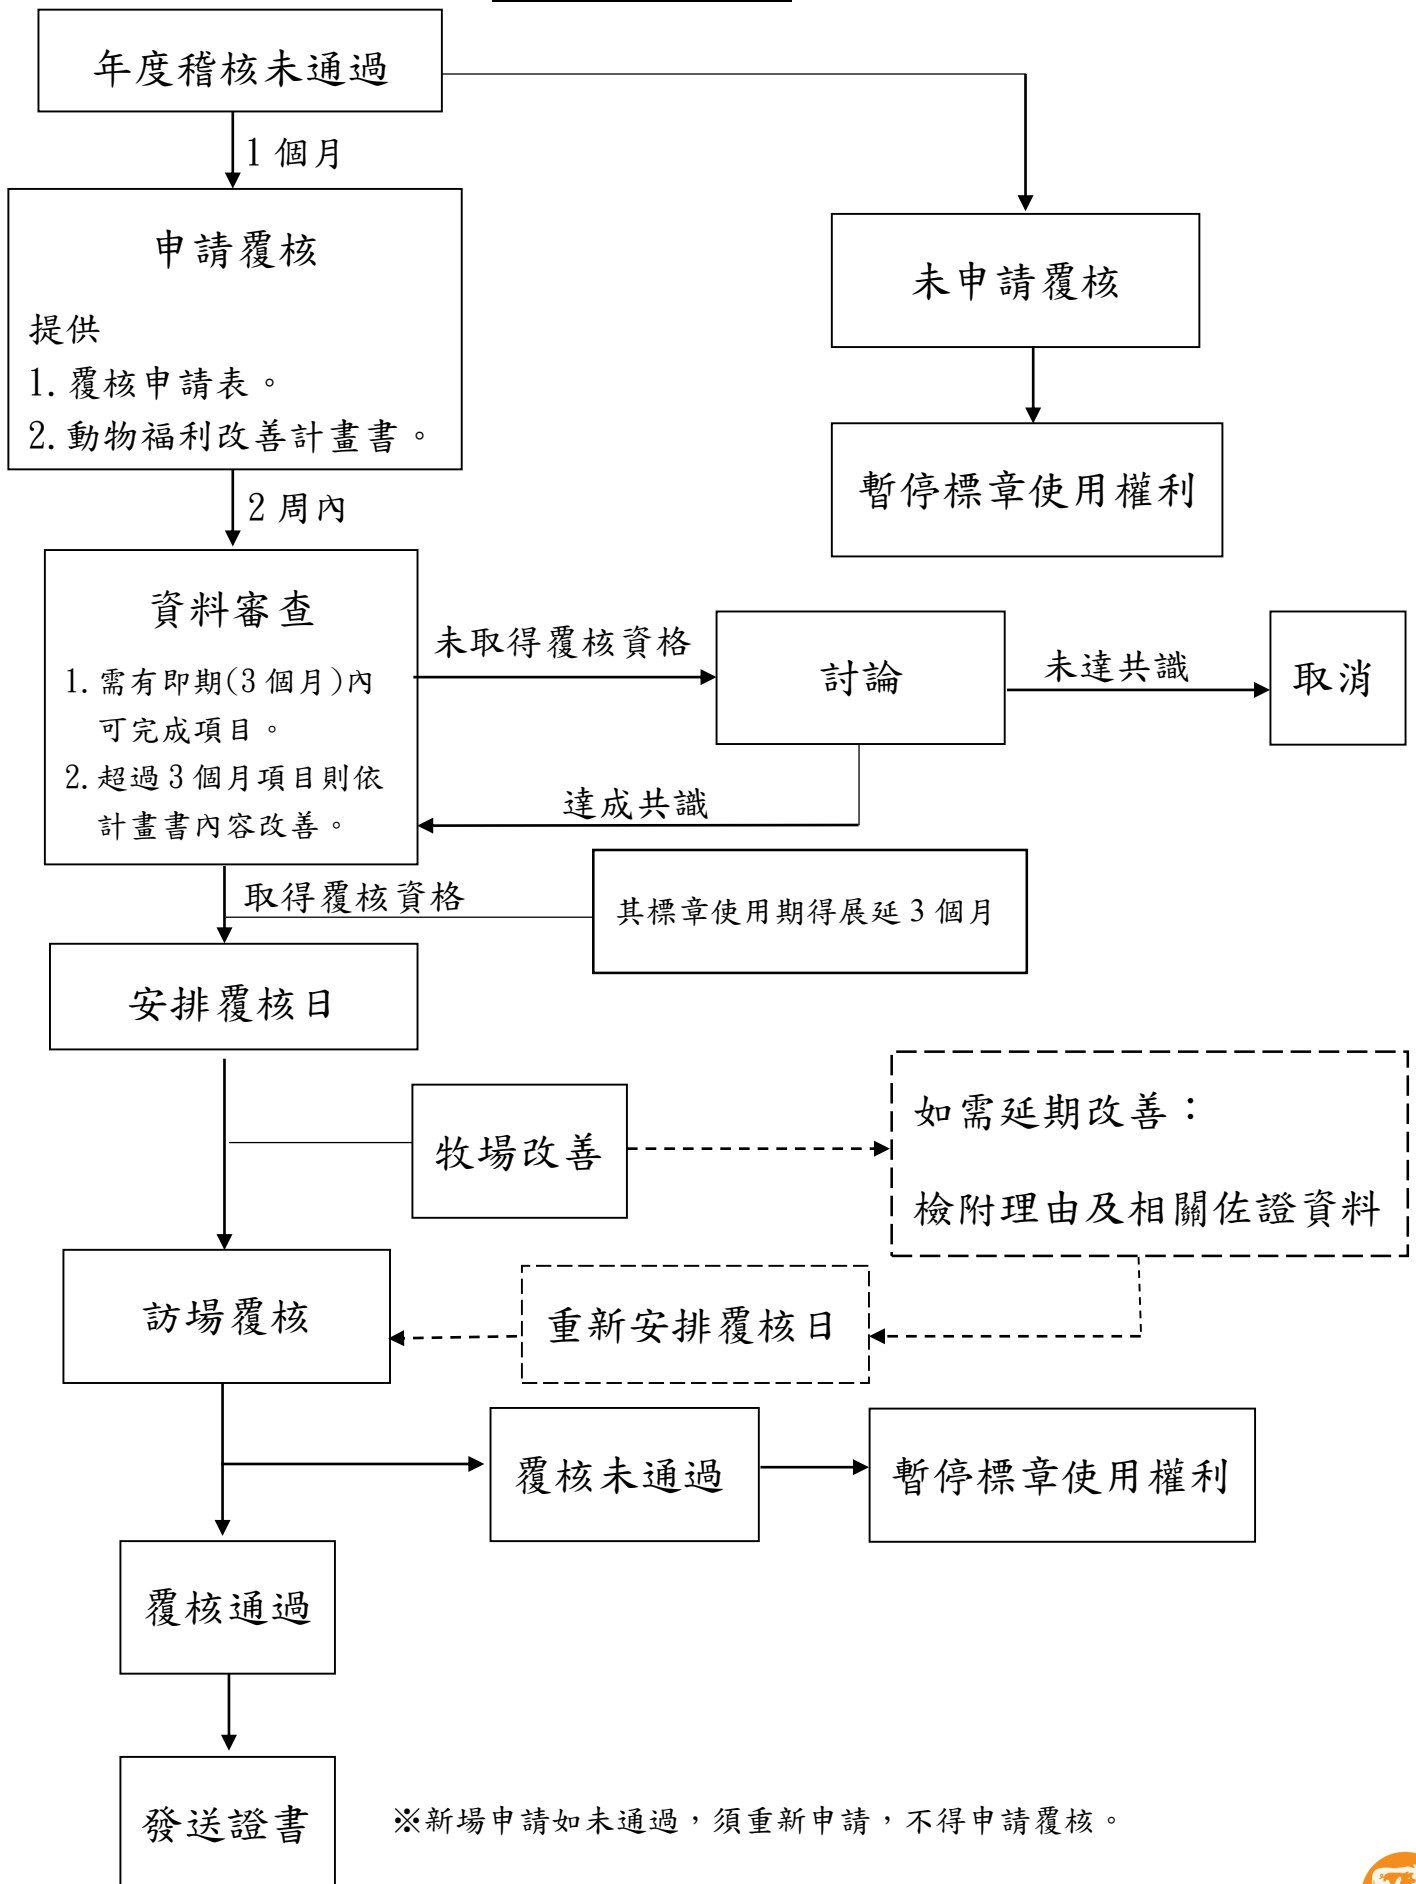 年度稽核未通過
1個月
申請覆核
提供
1.覆核申請表。
2.動物福利改善計畫書。
未申請覆核
暫停標章使用權利
2周內
資料審查
1.需有即期(3個月)內
可完成項目。
2.超過3個月項目則依
計畫書內容改善。
未取得覆核資格
討論
未達共識
取消
達成共識
取得覆核資格
其標章使用期得展延3個月
安排覆核日
牧場改善
如需延期改善：
檢附理由及相關佐證資料
訪場覆核
重新安排覆核日
覆核未通過
暫停標章使用權利
覆核通過
發送證書
※新場申請如未通過，須重新申請，不得申請覆核。